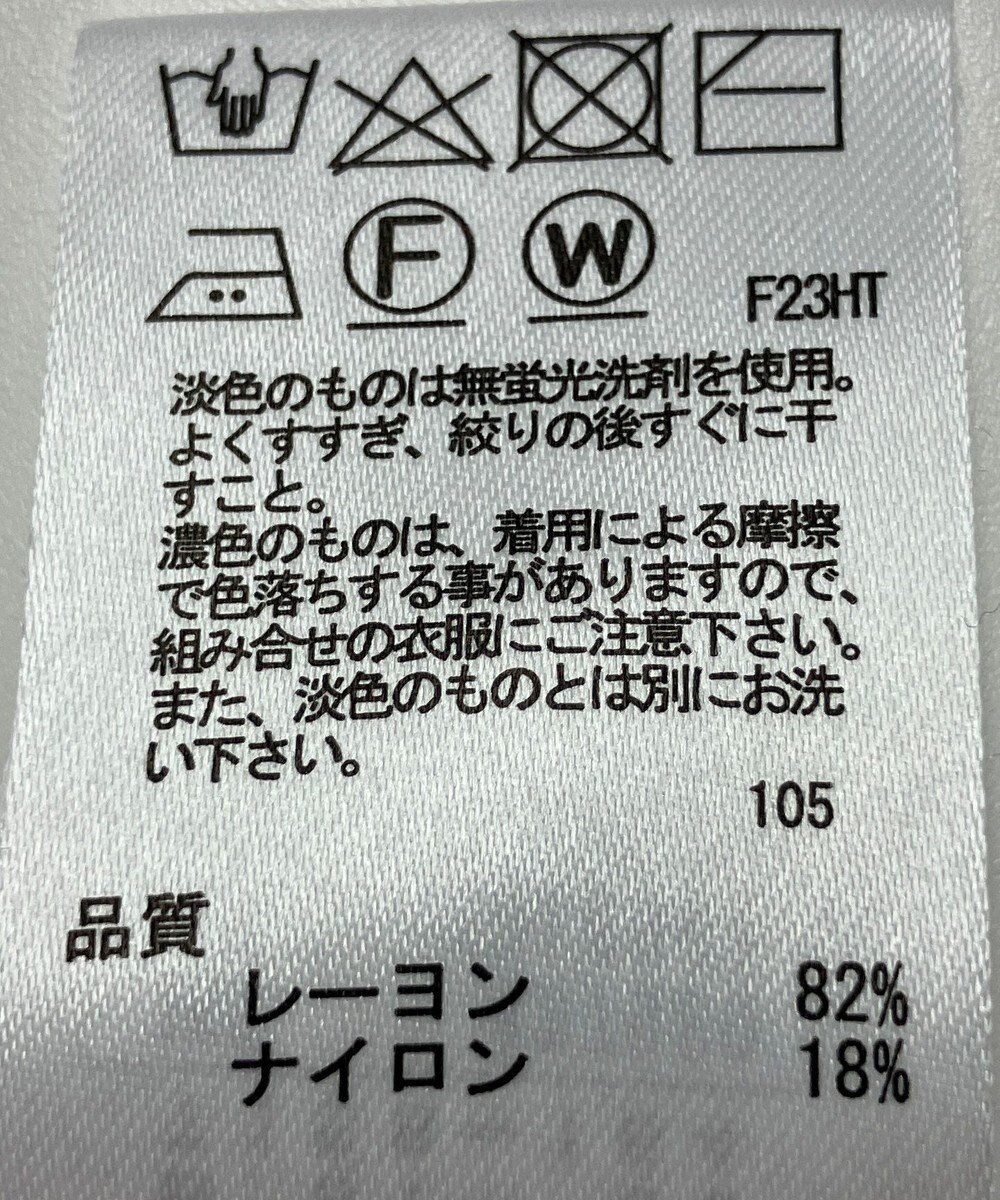 F
W
F23HT
淡色のものは無蛍光洗剤を使用。
よくすすぎ、絞りの後すぐに干
すこと。
濃色のものは、着用による摩擦
で色落ちする事がありますので、
組み合せの衣服にご注意下さい。
また、淡色のものとは別にお洗
い下さい。
105
品質
レーヨン 82%
ナイロン 18%